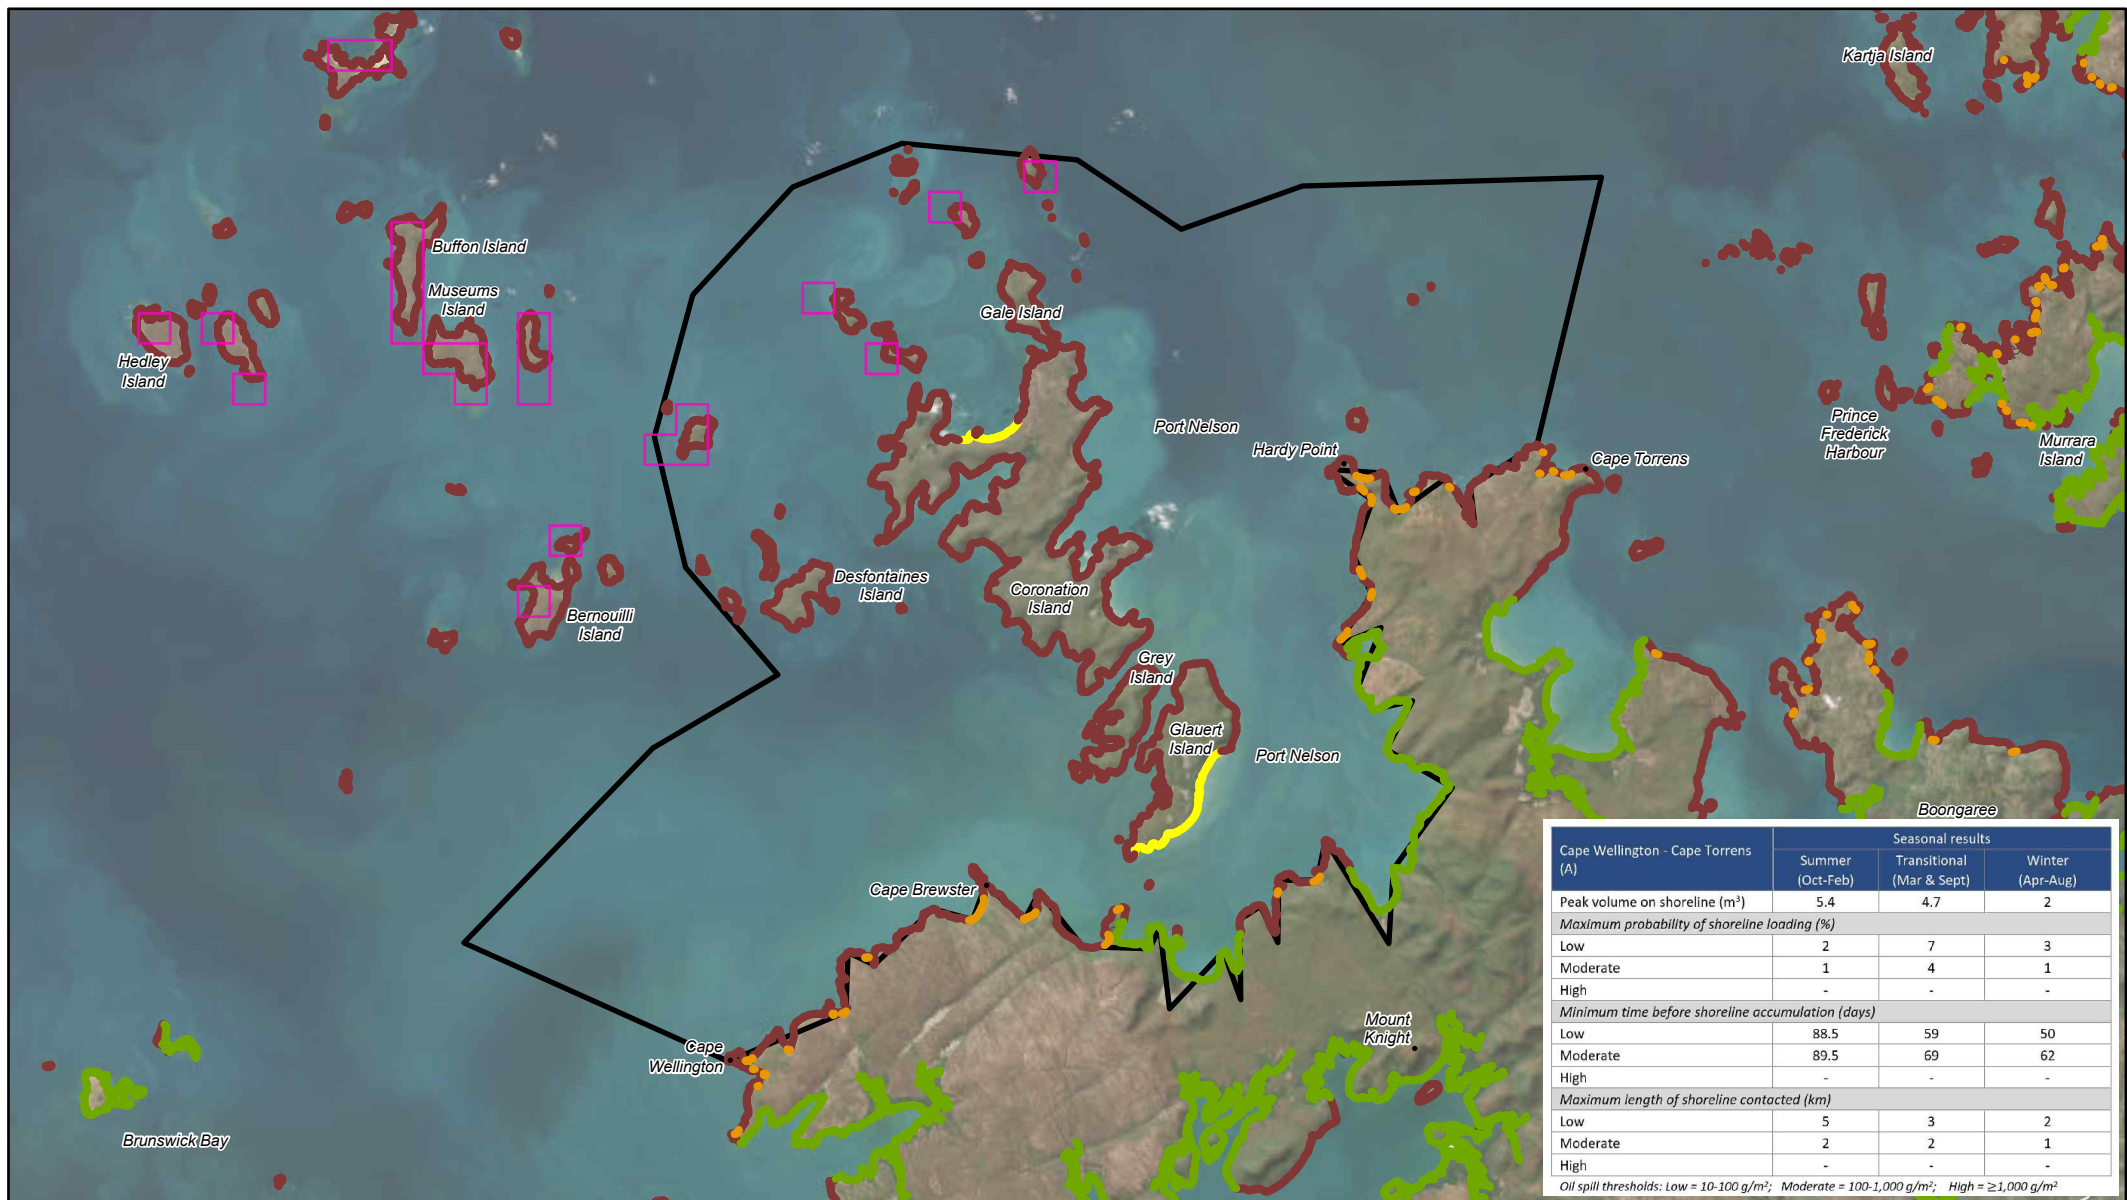 Kartja Island
Buffon Island
Museums
Island
Gale Island
Hedley
Island
Port Nelson
Hardy Point
Cape Torrens
Prince
Frederick
Harbour
Murrara
Island
Desfontaines
Island
Coronation
Island
Bernouilli
Island
Grey
Island
Glauert
Island
Port Nelson
Boongaree
Cape Brewster
Mount
Knight
Cape
Wellington
Brunswick Bay
Cape Wellington - Cape Torrens (A) Seasonal results
Summer (Oct-Feb) Transitional (Mar & Sept) Winter (Apr-Aug)
Peak volume on shoreline (m³) 5.4 4.7 2
Maximum probability of shoreline loading (%)
Low 2 7 3
Moderate 1 4 1
High - - -
Minimum time before shoreline accumulation (days)
Low 88.5 59 50
Moderate 89.5 69 62
High - - -
Maximum length of shoreline contacted (km)
Low 5 3 2
Moderate 2 2 1
High - - -
Oil spill thresholds: Low = 10-100 g/m²; Moderate = 100-1,000 g/m²; High = ≥1,000 g/m²